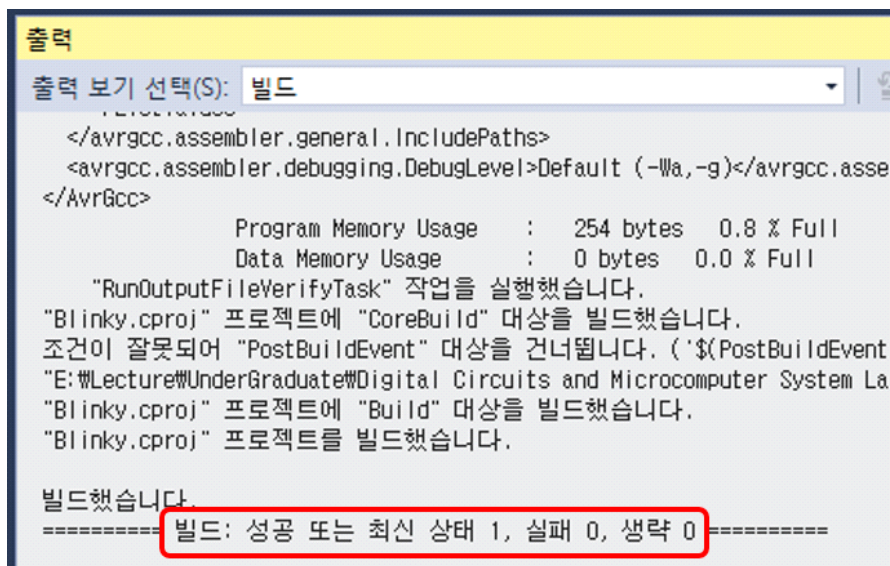 출력
출력 보기 선택(S): 빌드
</avrgcc.assembler.general.IncludePaths>
<avrgcc.assembler.debugging.DebugLevel>Default (-Wa,-g)</avrgcc.asse
</AvrGcc>
Program Memory Usage : 254 bytes 0.8 % Full
Data Memory Usage : 0 bytes 0.0 % Full
"RunOutputFileVerifyTask" 작업을 실행했습니다.
"Blinky.cproj" 프로젝트에 "CoreBuild" 대상을 빌드했습니다.
조건이 잘못되어 "PostBuildEvent" 대상을 건너뜁니다. ('$(PostBuildEvent
"E:₩Lecture₩UnderGraduate₩Digital Circuits and Microcomputer System La
"Blinky.cproj" 프로젝트에 "Build" 대상을 빌드했습니다.
"Blinky.cproj" 프로젝트를 빌드했습니다.
빌드했습니다.
========== 빌드: 성공 또는 최신 상태 1, 실패 0, 생략 0 ==========